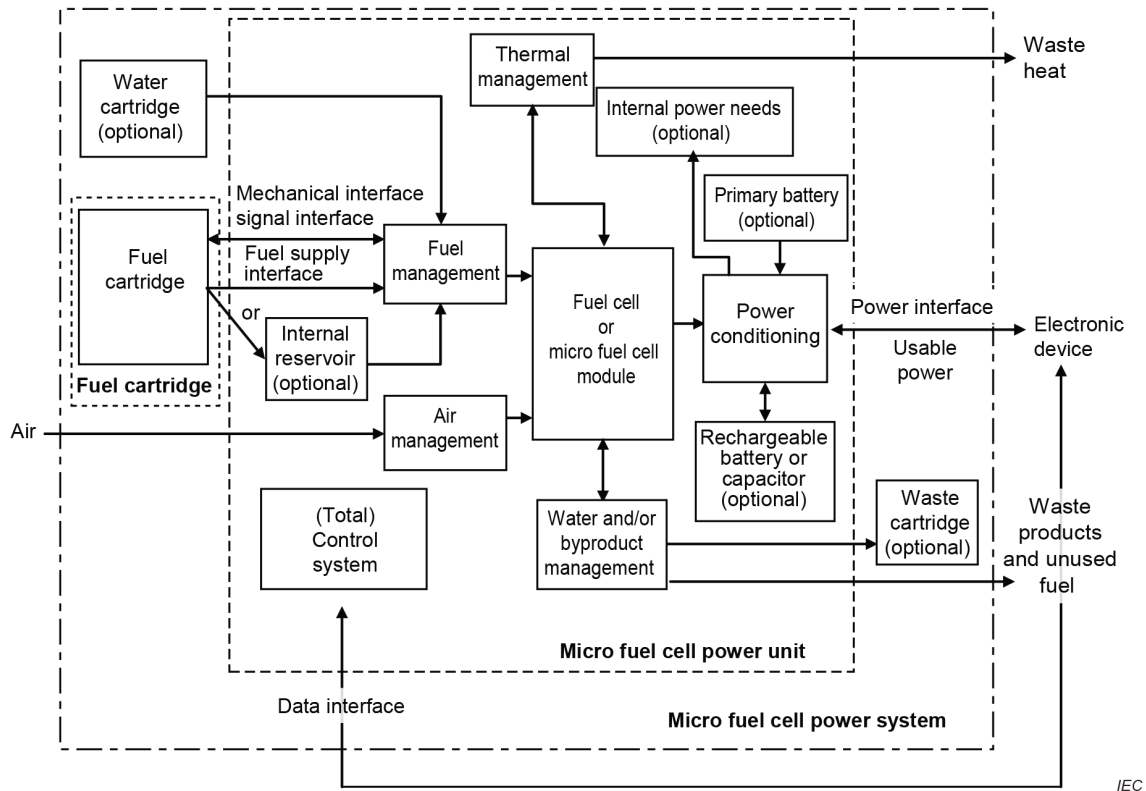 Thermal
management
Waste
heat
Water
cartridge
(optional)
Internal power needs
(optional)
Primary battery
(optional)
Mechanical interface
signal interface
Fuel supply
interface
Fuel
cartridge
Fuel
management
or
Internal
reservoir
(optional)
Fuel cartridge
Fuel cell
or
micro fuel cell
module
Power
conditioning
Power interface
Usable
power
Electronic
device
Air
Air
management
Rechargeable
battery or
capacitor
(optional)
(Total)
Control
system
Water and/or
byproduct
management
Waste
cartridge
(optional)
Waste
products
and unused
fuel
Micro fuel cell power unit
Data interface
Micro fuel cell power system
IEC